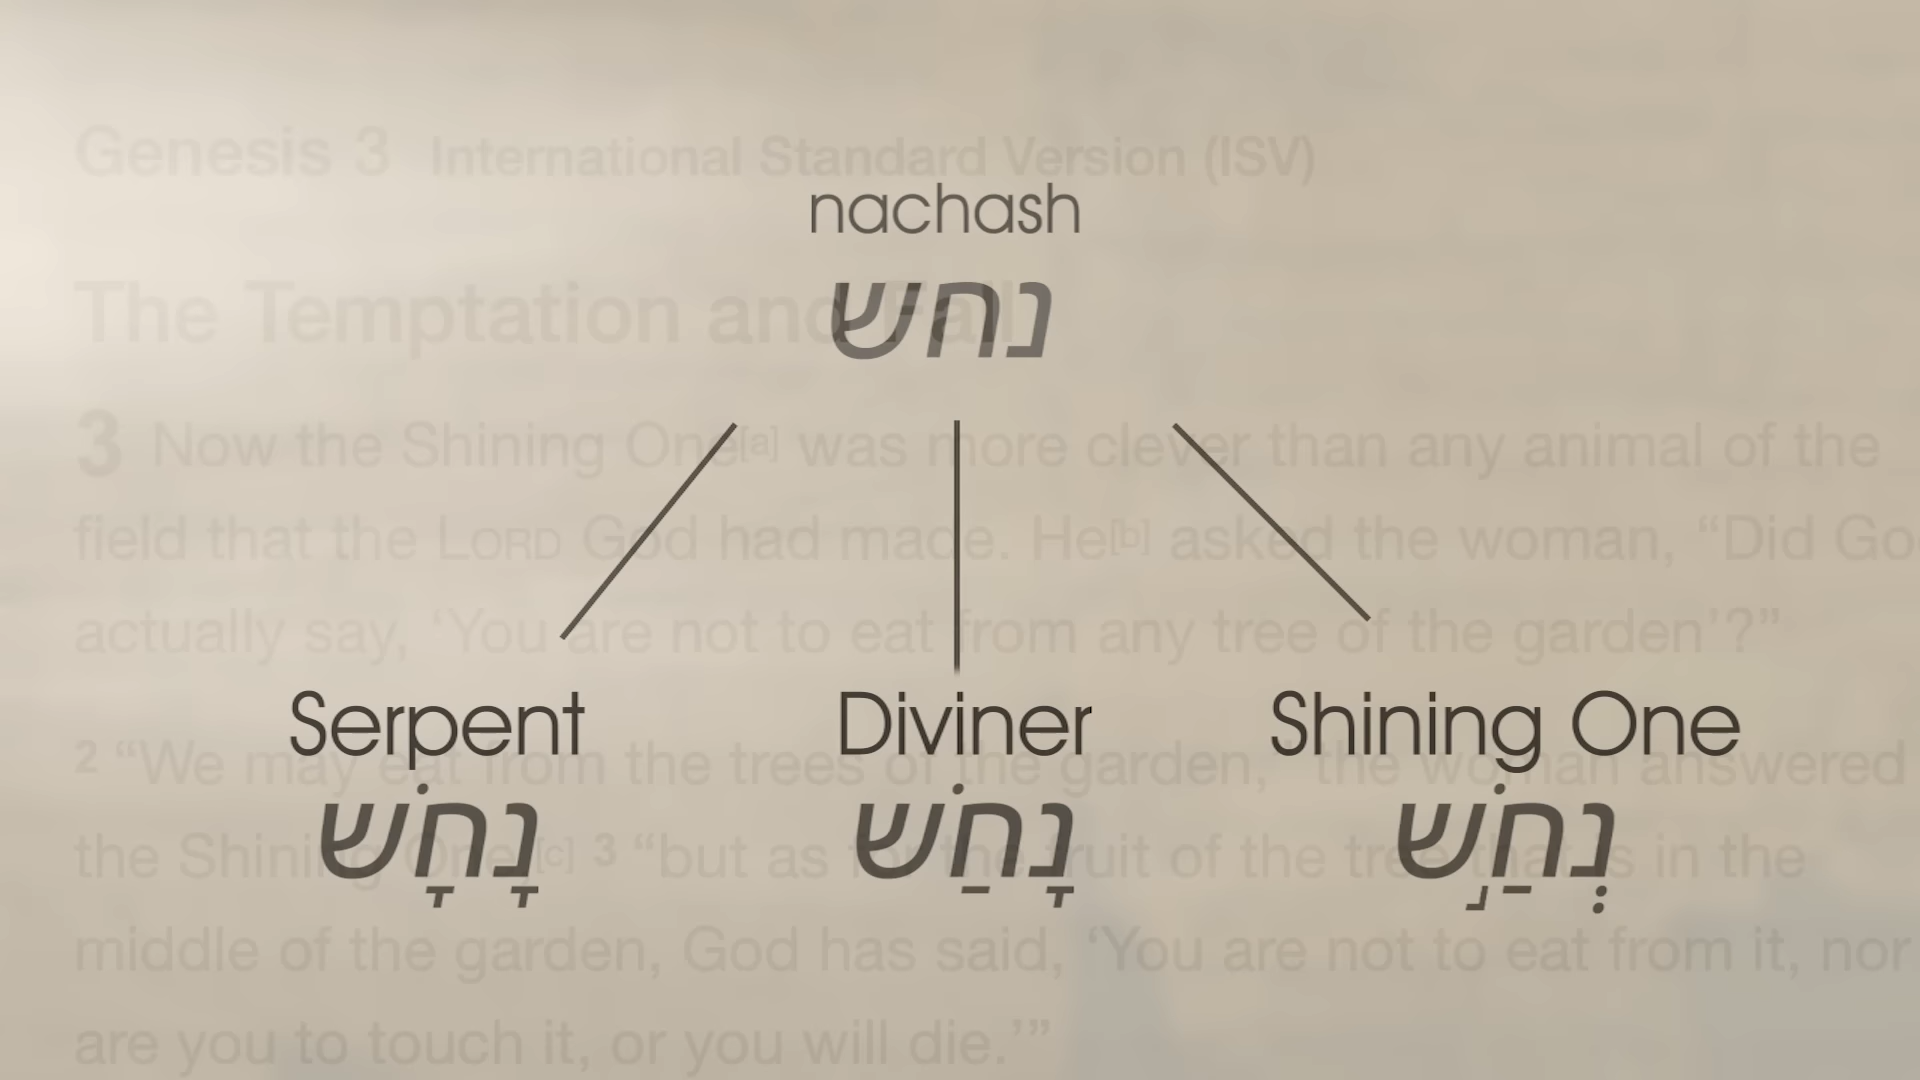 Genesis 3 International Standard Version (ISV)
nachash
נחש
The Temptation and Fall
3 Now the Shining One[a] was more clever than any animal of the
field that the LORD God had made. He[b] asked the woman, “Did Go
actually say, ‘You are not to eat from any tree of the garden’?”
Serpent Diviner Shining One
נָחָשׁ נָחַשׁ נְחַ֣שׁ
2 “We may eat from the trees of the garden,” the woman answered
the Shining One,[c] 3 “but as for the fruit of the tree that is in the
middle of the garden, God has said, ‘You are not to eat from it, nor
are you to touch it, or you will die.’”